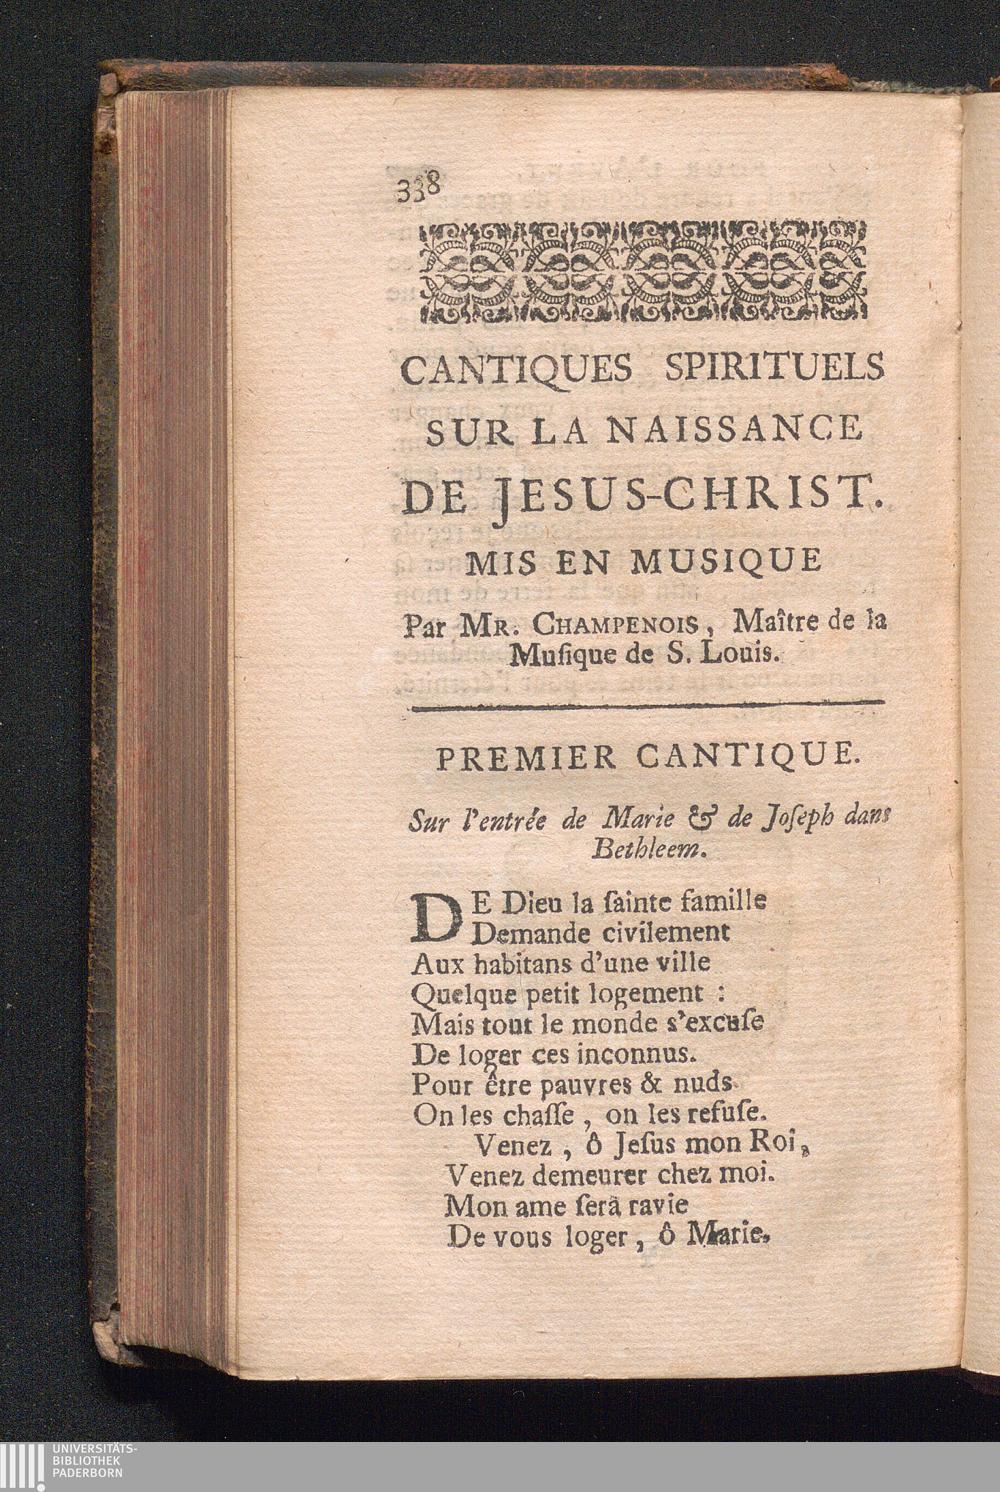 338
CANTIQUES SPIRITUELS
SUR LA NAISSANCE
DE JESUS-CHRIST.
MIS EN MUSIQUE
Par MR. CHAMPENOIS, Maître de la
Muſique de S. Louis.
PREMIER CANTIQUE.
Sur l'entrée de Marie & de Joſeph dans
Bethleem.
DE Dieu la ſainte famille
Demande civilement
Aux habitans d'une ville
Quelque petit logement :
Mais tout le monde s'excuſe
De loger ces inconnus.
Pour être pauvres & nuds
On les chaſſe , on les refuſe.
Venez , ô Jeſus mon Roi,
Venez demeurer chez moi.
Mon ame ſera ravie
De vous loger , ô Marie.
UNIVERSITÄTS-
BIBLIOTHEK
PADERBORN